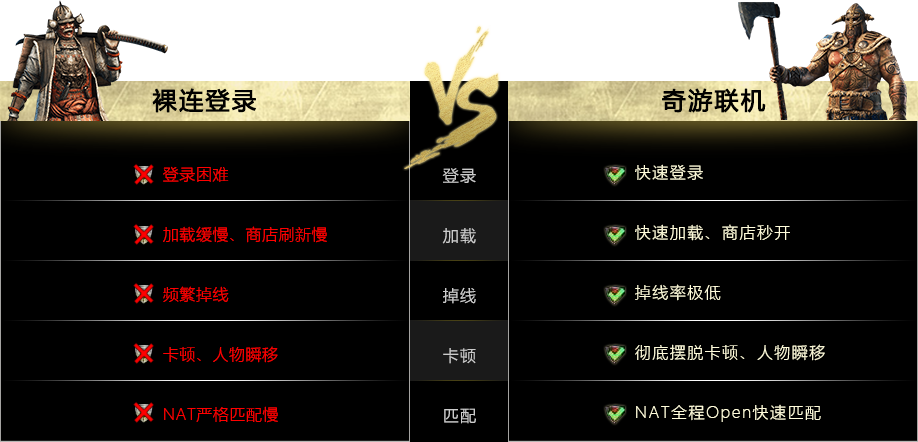 VS
裸连登录
奇游联机
登录困难
登录
快速登录
加载缓慢、商店刷新慢
加载
快速加载、商店秒开
频繁掉线
掉线
掉线率极低
卡顿、人物瞬移
卡顿
彻底摆脱卡顿、人物瞬移
NAT严格匹配慢
匹配
NAT全程Open快速匹配